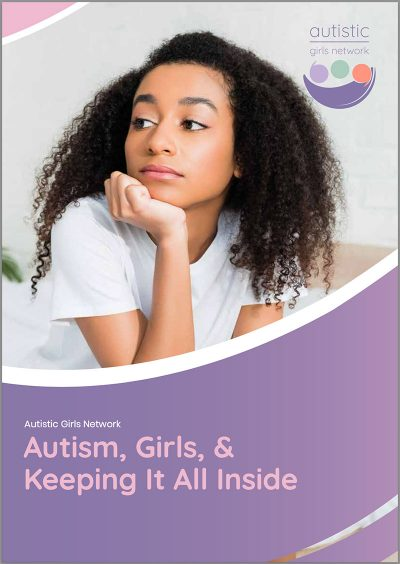 autistic
girls network
Autistic Girls Network
Autism, Girls, &
Keeping It All Inside